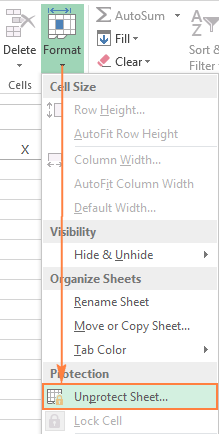 AutoSum
Delete
Format
Fill
Sort &
Clear
Filter
Cells
Cell Size
Row Height...
AutoFit Row Height
X
Column Width...
AutoFit Column Width
Default Width...
Visibility
Hide & Unhide
Organize Sheets
Rename Sheet
Move or Copy Sheet...
Tab Color
Protection
Unprotect Sheet...
Lock Cell